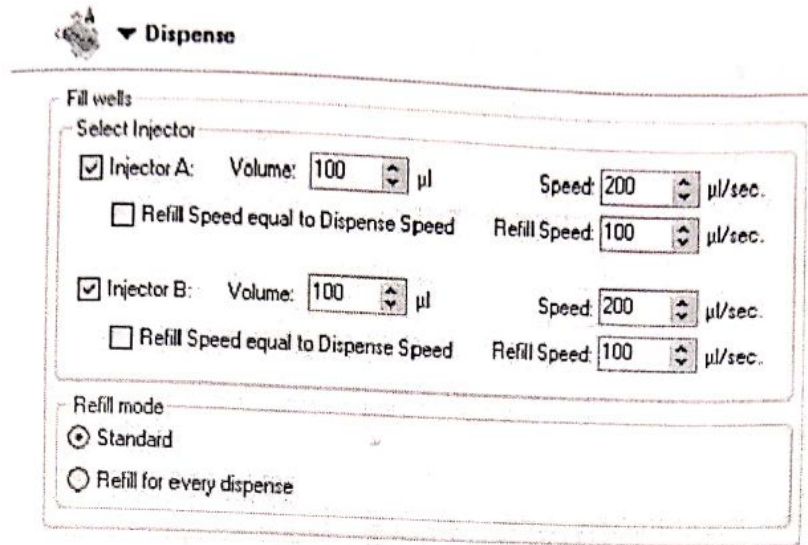 Dispense
Fill wells
Select Injector
Injector A: Volume: 100 µl Speed: 200 µl/sec.
Refill Speed equal to Dispense Speed Refill Speed: 100 µl/sec.
Injector B: Volume: 100 µl Speed: 200 µl/sec.
Refill Speed equal to Dispense Speed Refill Speed: 100 µl/sec.
Refill mode
Standard
Refill for every dispense